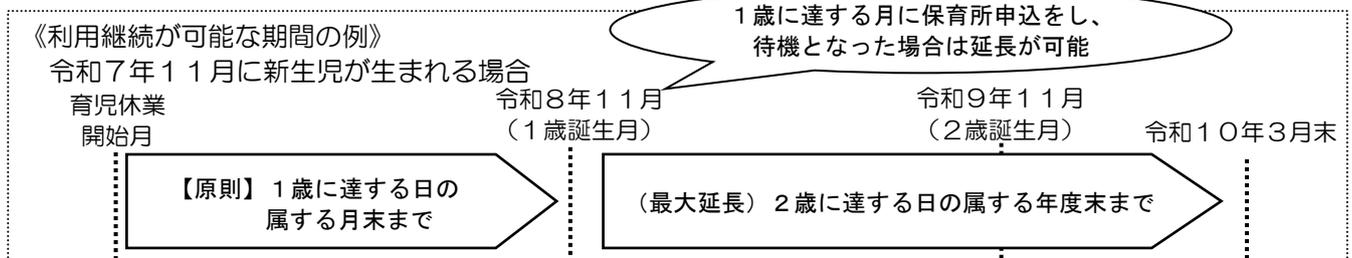 １歳に達する月に保育所申込をし、
待機となった場合は延長が可能
《利用継続が可能な期間の例》
令和７年１１月に新生児が生まれる場合
育児休業
開始月
令和８年１１月
（１歳誕生月）
令和９年１１月
（２歳誕生月）
令和１０年３月末
【原則】１歳に達する日の
属する月末まで
（最大延長）２歳に達する日の属する年度末まで